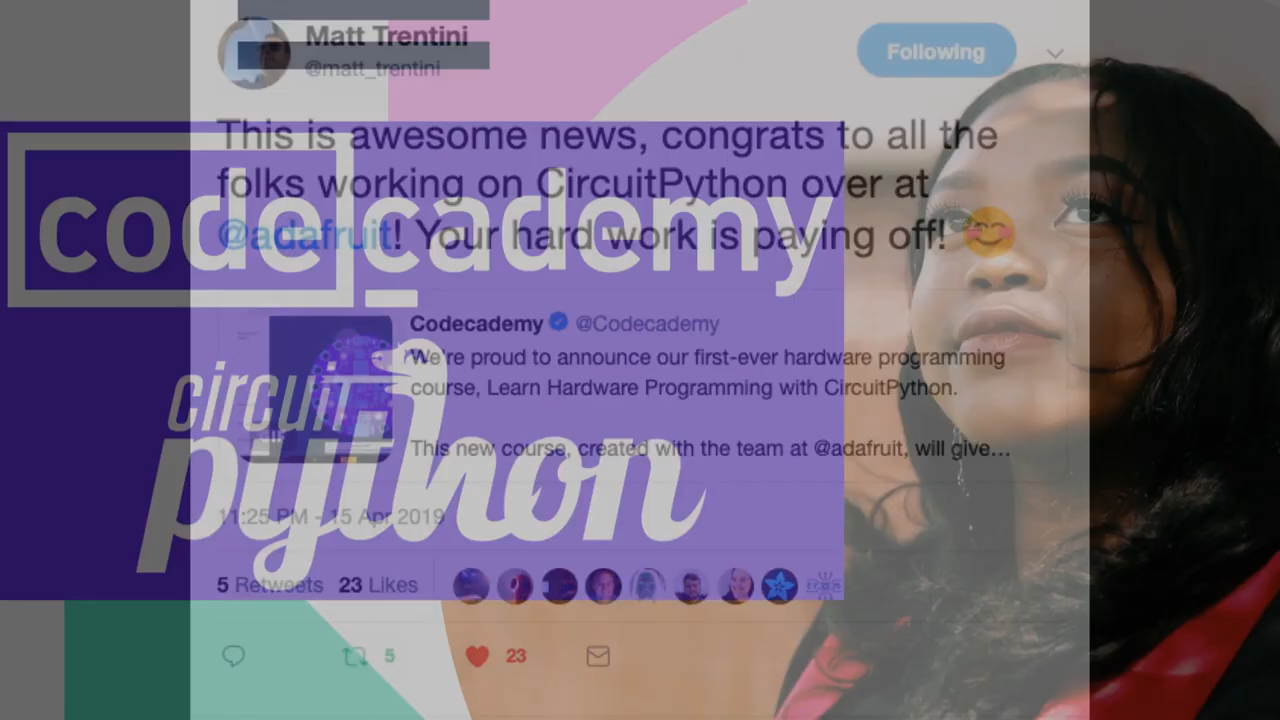 Matt Trentini
@matt_trentini
Following
This is awesome news, congrats to all the
folks working on CircuitPython over at
@adafruit! Your hard work is paying off! 😊
codecademy
Codecademy @Codecademy
We're proud to announce our first-ever hardware programming
course, Learn Hardware Programming with CircuitPython.
This new course, created with the team at @adafruit, will give…
circuit
python
11:25 PM - 15 Apr 2019
5 Retweets 23 Likes
5 23